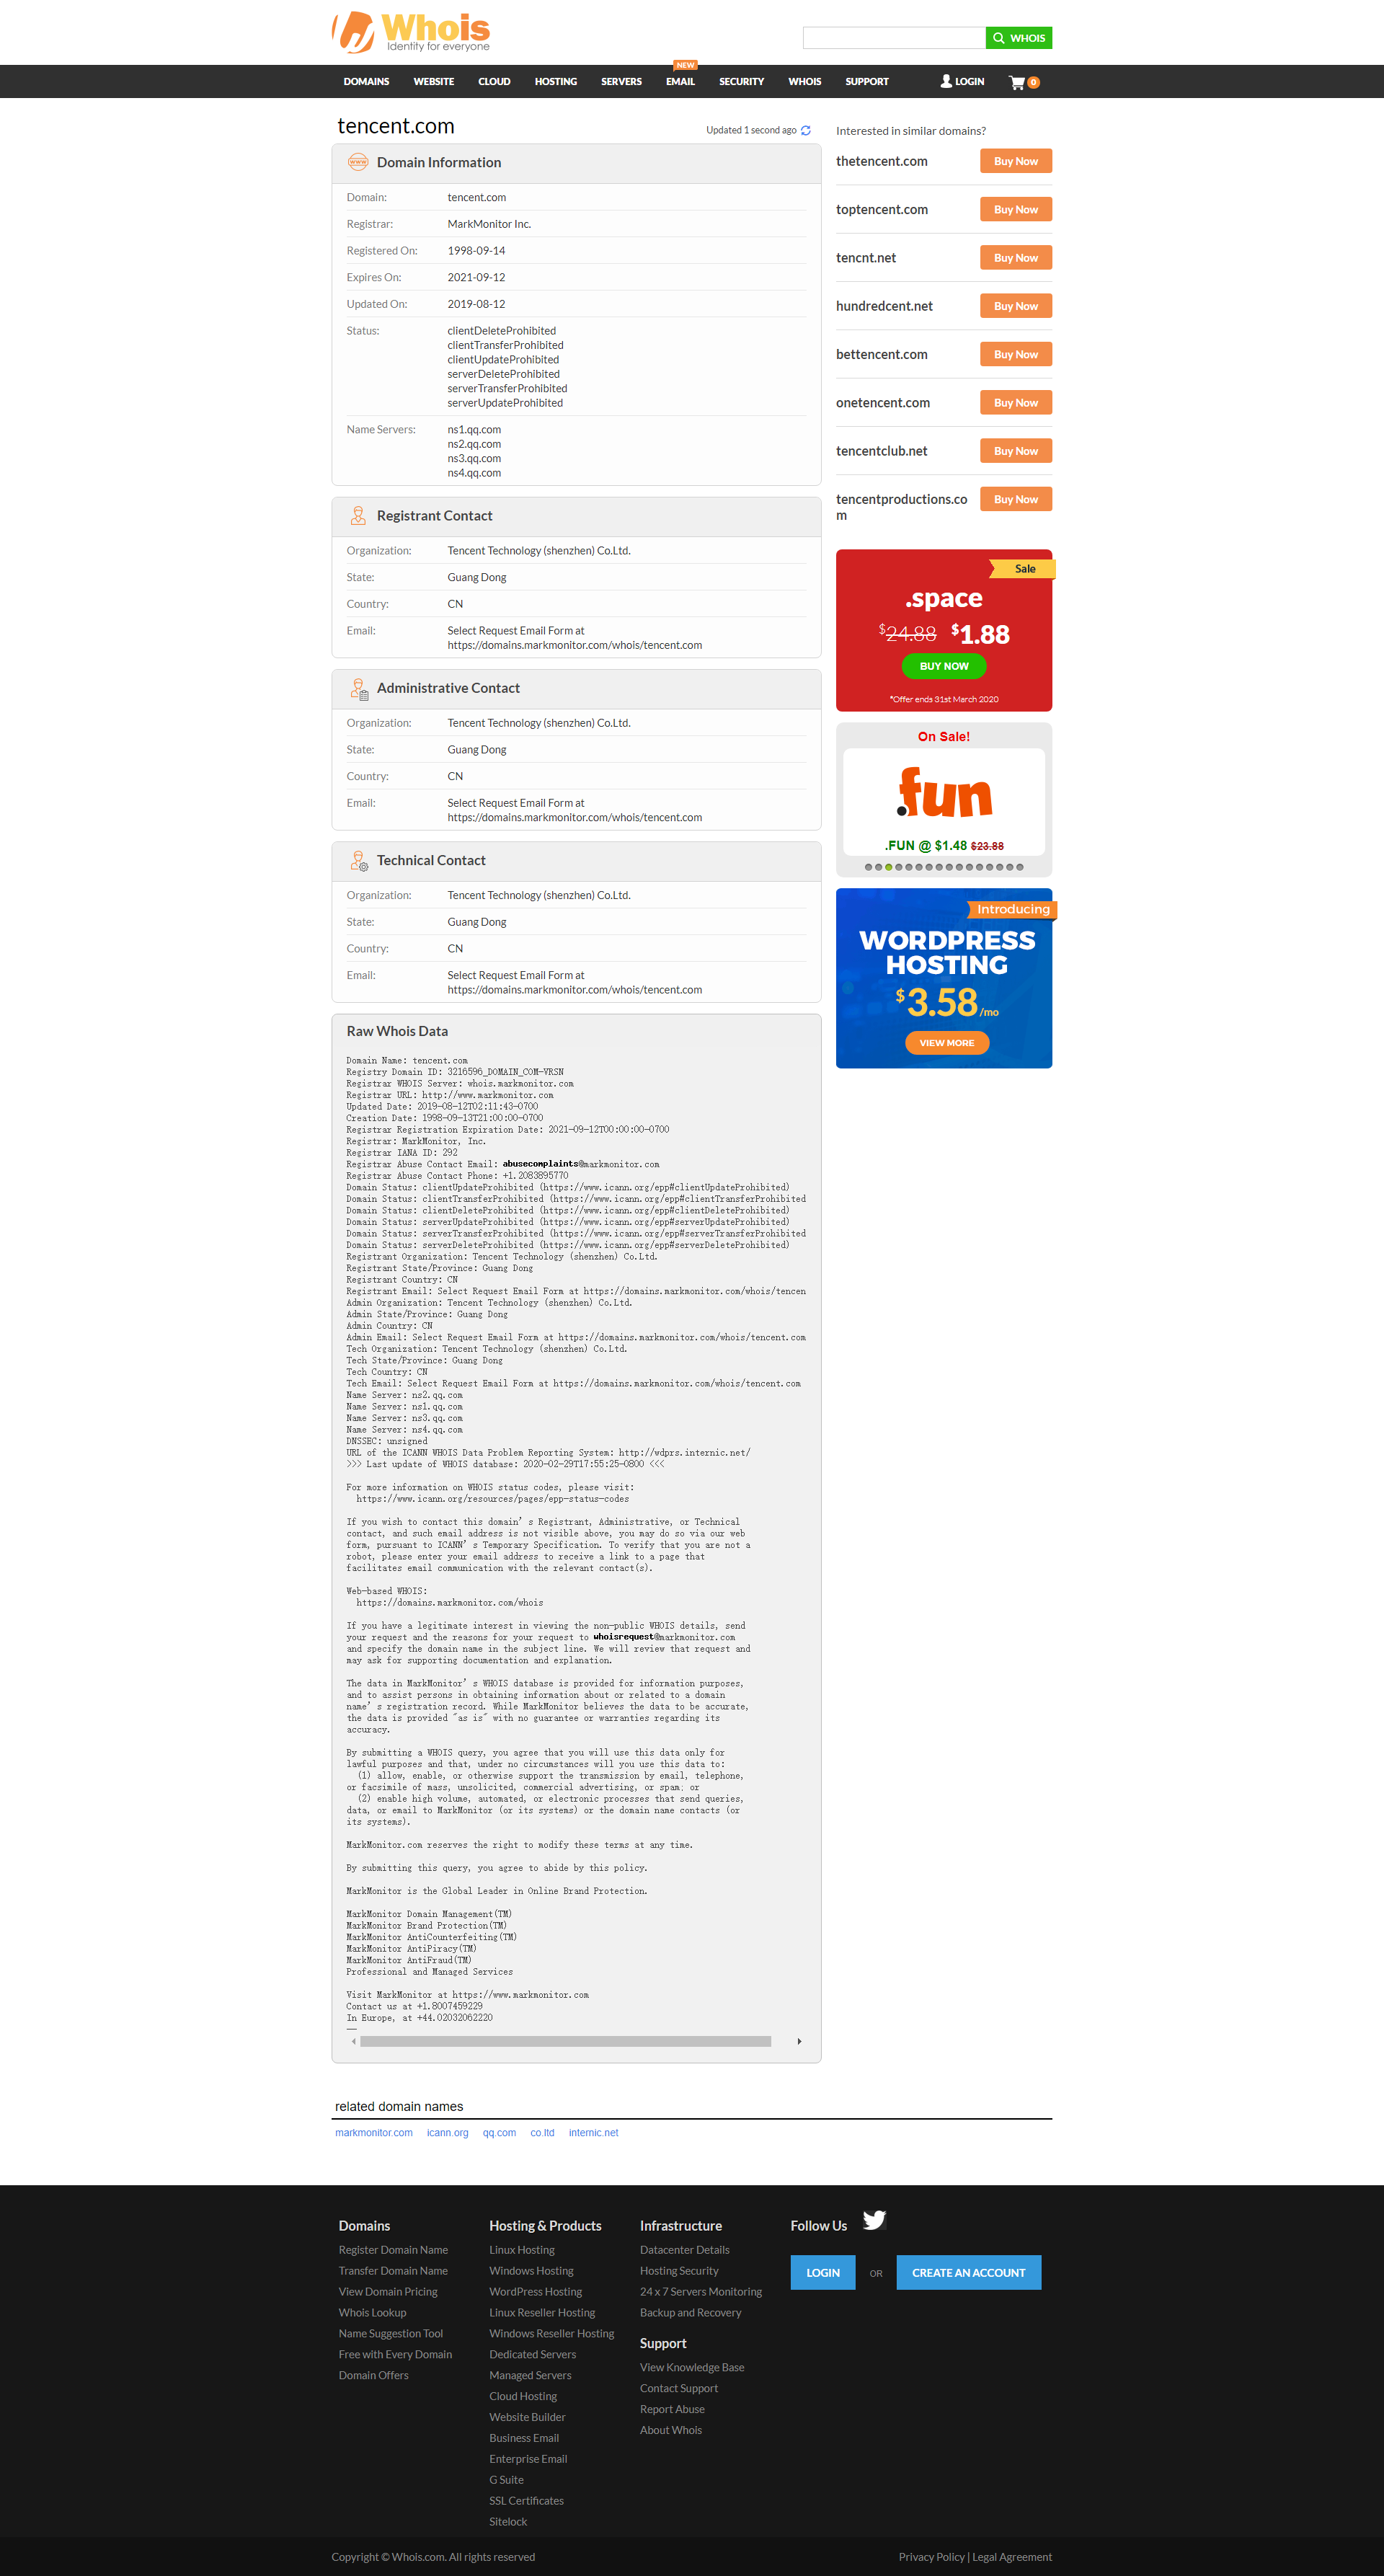 Whois
Identity for everyone
WHOIS
NEW
DOMAINS WEBSITE CLOUD HOSTING SERVERS EMAIL SECURITY WHOIS SUPPORT LOGIN 0
tencent.com
Updated 1 second ago
www
Domain Information
Domain: tencent.com
Registrar: MarkMonitor Inc.
Registered On: 1998-09-14
Expires On: 2021-09-12
Updated On: 2019-08-12
Status: clientDeleteProhibited
clientTransferProhibited
clientUpdateProhibited
serverDeleteProhibited
serverTransferProhibited
serverUpdateProhibited
Name Servers: ns1.qq.com
ns2.qq.com
ns3.qq.com
ns4.qq.com
Registrant Contact
Organization: Tencent Technology (shenzhen) Co.Ltd.
State: Guang Dong
Country: CN
Email: Select Request Email Form at
https://domains.markmonitor.com/whois/tencent.com
Administrative Contact
Organization: Tencent Technology (shenzhen) Co.Ltd.
State: Guang Dong
Country: CN
Email: Select Request Email Form at
https://domains.markmonitor.com/whois/tencent.com
Technical Contact
Organization: Tencent Technology (shenzhen) Co.Ltd.
State: Guang Dong
Country: CN
Email: Select Request Email Form at
https://domains.markmonitor.com/whois/tencent.com
Raw Whois Data
Domain Name: tencent.com
Registry Domain ID: 3216596_DOMAIN_COM-VRSN
Registrar WHOIS Server: whois.markmonitor.com
Registrar URL: http://www.markmonitor.com
Updated Date: 2019-08-12T02:11:43-0700
Creation Date: 1998-09-13T21:00:00-0700
Registrar Registration Expiration Date: 2021-09-12T00:00:00-0700
Registrar: MarkMonitor, Inc.
Registrar IANA ID: 292
Registrar Abuse Contact Email: abusecomplaints@markmonitor.com
Registrar Abuse Contact Phone: +1.2083895770
Domain Status: clientUpdateProhibited (https://www.icann.org/epp#clientUpdateProhibited)
Domain Status: clientTransferProhibited (https://www.icann.org/epp#clientTransferProhibited
Domain Status: clientDeleteProhibited (https://www.icann.org/epp#clientDeleteProhibited)
Domain Status: serverUpdateProhibited (https://www.icann.org/epp#serverUpdateProhibited)
Domain Status: serverTransferProhibited (https://www.icann.org/epp#serverTransferProhibited
Domain Status: serverDeleteProhibited (https://www.icann.org/epp#serverDeleteProhibited)
Registrant Organization: Tencent Technology (shenzhen) Co.Ltd.
Registrant State/Province: Guang Dong
Registrant Country: CN
Registrant Email: Select Request Email Form at https://domains.markmonitor.com/whois/tencen
Admin Organization: Tencent Technology (shenzhen) Co.Ltd.
Admin State/Province: Guang Dong
Admin Country: CN
Admin Email: Select Request Email Form at https://domains.markmonitor.com/whois/tencent.com
Tech Organization: Tencent Technology (shenzhen) Co.Ltd.
Tech State/Province: Guang Dong
Tech Country: CN
Tech Email: Select Request Email Form at https://domains.markmonitor.com/whois/tencent.com
Name Server: ns2.qq.com
Name Server: ns1.qq.com
Name Server: ns3.qq.com
Name Server: ns4.qq.com
DNSSEC: unsigned
URL of the ICANN WHOIS Data Problem Reporting System: http://wdprs.internic.net/
>>> Last update of WHOIS database: 2020-02-29T17:55:25-0800 <<<
For more information on WHOIS status codes, please visit:
https://www.icann.org/resources/pages/epp-status-codes
If you wish to contact this domain's Registrant, Administrative, or Technical
contact, and such email address is not visible above, you may do so via our web
form, pursuant to ICANN's Temporary Specification. To verify that you are not a
robot, please enter your email address to receive a link to a page that
facilitates email communication with the relevant contact(s).
Web-based WHOIS:
https://domains.markmonitor.com/whois
If you have a legitimate interest in viewing the non-public WHOIS details, send
your request and the reasons for your request to whoisrequest@markmonitor.com
and specify the domain name in the subject line. We will review that request and
may ask for supporting documentation and explanation.
The data in MarkMonitor's WHOIS database is provided for information purposes,
and to assist persons in obtaining information about or related to a domain
name's registration record. While MarkMonitor believes the data to be accurate,
the data is provided "as is" with no guarantee or warranties regarding its
accuracy.
By submitting a WHOIS query, you agree that you will use this data only for
lawful purposes and that, under no circumstances will you use this data to:
(1) allow, enable, or otherwise support the transmission by email, telephone,
or facsimile of mass, unsolicited, commercial advertising, or spam; or
(2) enable high volume, automated, or electronic processes that send queries,
data, or email to MarkMonitor (or its systems) or the domain name contacts (or
its systems).
MarkMonitor.com reserves the right to modify these terms at any time.
By submitting this query, you agree to abide by this policy.
MarkMonitor is the Global Leader in Online Brand Protection.
MarkMonitor Domain Management(TM)
MarkMonitor Brand Protection(TM)
MarkMonitor AntiCounterfeiting(TM)
MarkMonitor AntiPiracy(TM)
MarkMonitor AntiFraud(TM)
Professional and Managed Services
Visit MarkMonitor at https://www.markmonitor.com
Contact us at +1.8007459229
In Europe, at +44.02032062220
--
Interested in similar domains?
thetencent.com Buy Now
toptencent.com Buy Now
tencnt.net Buy Now
hundredcent.net Buy Now
bettencent.com Buy Now
onetencent.com Buy Now
tencentclub.net Buy Now
tencentproductions.co Buy Now
m
Sale
.space
$24.88 $1.88
BUY NOW
*Offer ends 31st March 2020
On Sale!
.fun
.FUN @ $1.48 $23.88
Introducing
WORDPRESS
HOSTING
$3.58/mo
VIEW MORE
related domain names
markmonitor.com icann.org qq.com co.ltd internic.net
Domains
Register Domain Name
Transfer Domain Name
View Domain Pricing
Whois Lookup
Name Suggestion Tool
Free with Every Domain
Domain Offers
Hosting & Products
Linux Hosting
Windows Hosting
WordPress Hosting
Linux Reseller Hosting
Windows Reseller Hosting
Dedicated Servers
Managed Servers
Cloud Hosting
Website Builder
Business Email
Enterprise Email
G Suite
SSL Certificates
Sitelock
Infrastructure
Datacenter Details
Hosting Security
24 x 7 Servers Monitoring
Backup and Recovery
Support
View Knowledge Base
Contact Support
Report Abuse
About Whois
Follow Us
LOGIN OR CREATE AN ACCOUNT
Copyright © Whois.com. All rights reserved
Privacy Policy | Legal Agreement